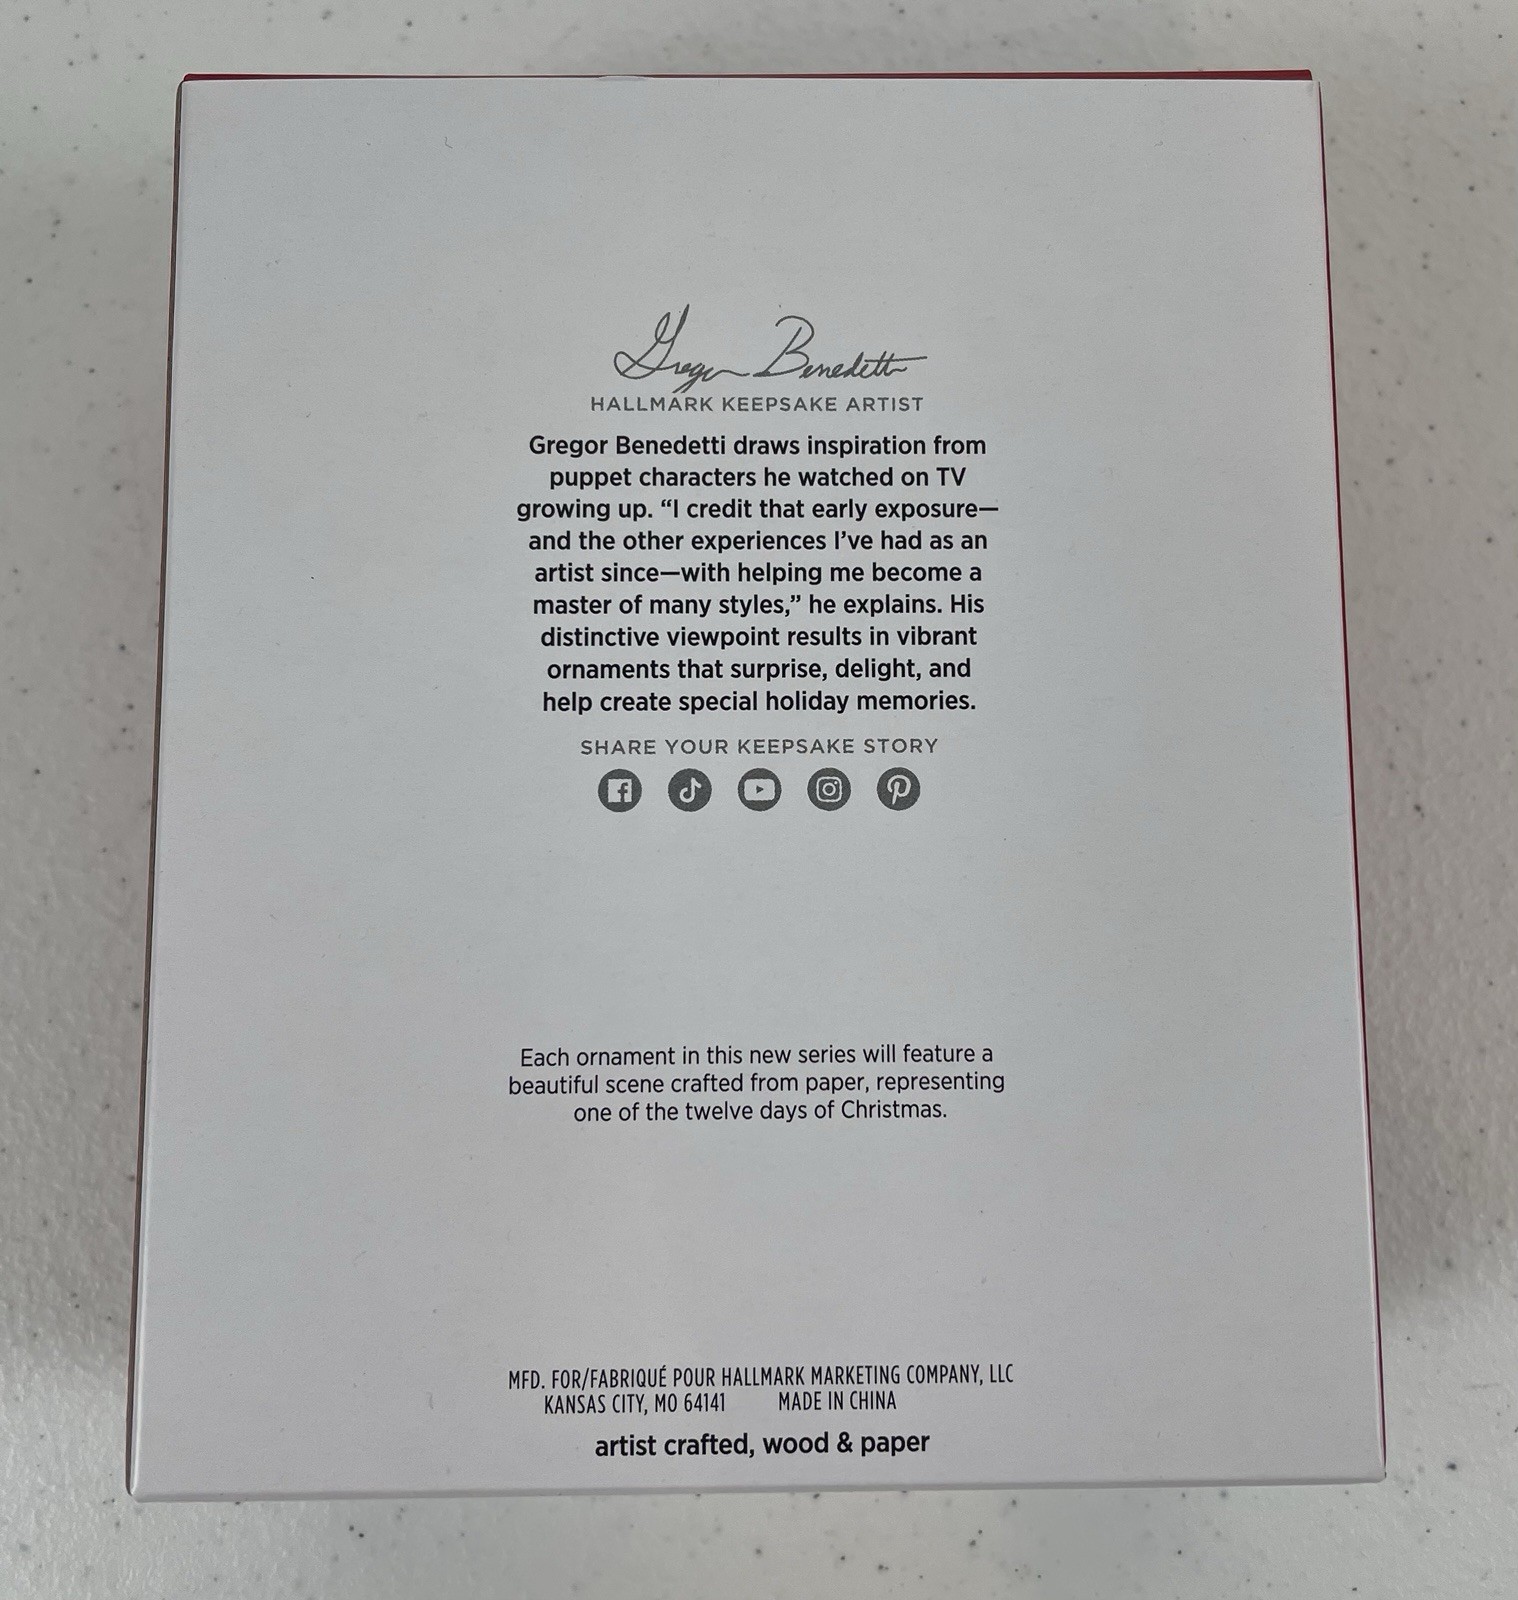 Gregor Benedetti
HALLMARK KEEPSAKE ARTIST
Gregor Benedetti draws inspiration from
puppet characters he watched on TV
growing up. “I credit that early exposure—
and the other experiences I’ve had as an
artist since—with helping me become a
master of many styles,” he explains. His
distinctive viewpoint results in vibrant
ornaments that surprise, delight, and
help create special holiday memories.
SHARE YOUR KEEPSAKE STORY
Each ornament in this new series will feature a
beautiful scene crafted from paper, representing
one of the twelve days of Christmas.
MFD. FOR/FABRIQUÉ POUR HALLMARK MARKETING COMPANY, LLC
KANSAS CITY, MO 64141 MADE IN CHINA
artist crafted, wood & paper